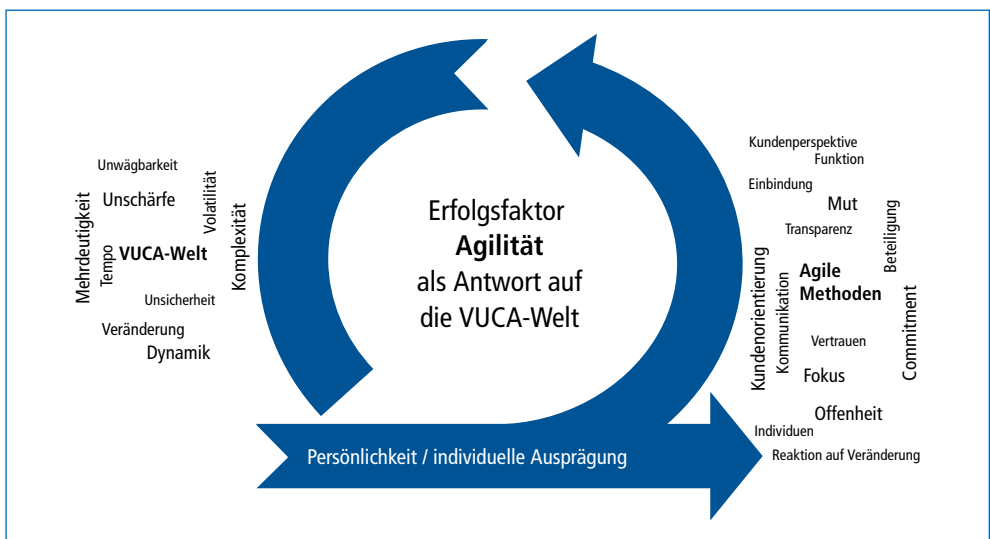 Unwägbarkeit
Unschärfe
Volatilität
Mehrdeutigkeit
Tempo
VUCA-Welt
Komplexität
Unsicherheit
Veränderung
Dynamik
Erfolgsfaktor
Agilität
als Antwort auf
die VUCA-Welt
Persönlichkeit / individuelle Ausprägung
Kundenperspektive
Funktion
Einbindung
Mut
Transparenz
Beteiligung
Kundenorientierung
Kommunikation
Agile
Methoden
Commitment
Vertrauen
Fokus
Offenheit
Individuen
Reaktion auf Veränderung